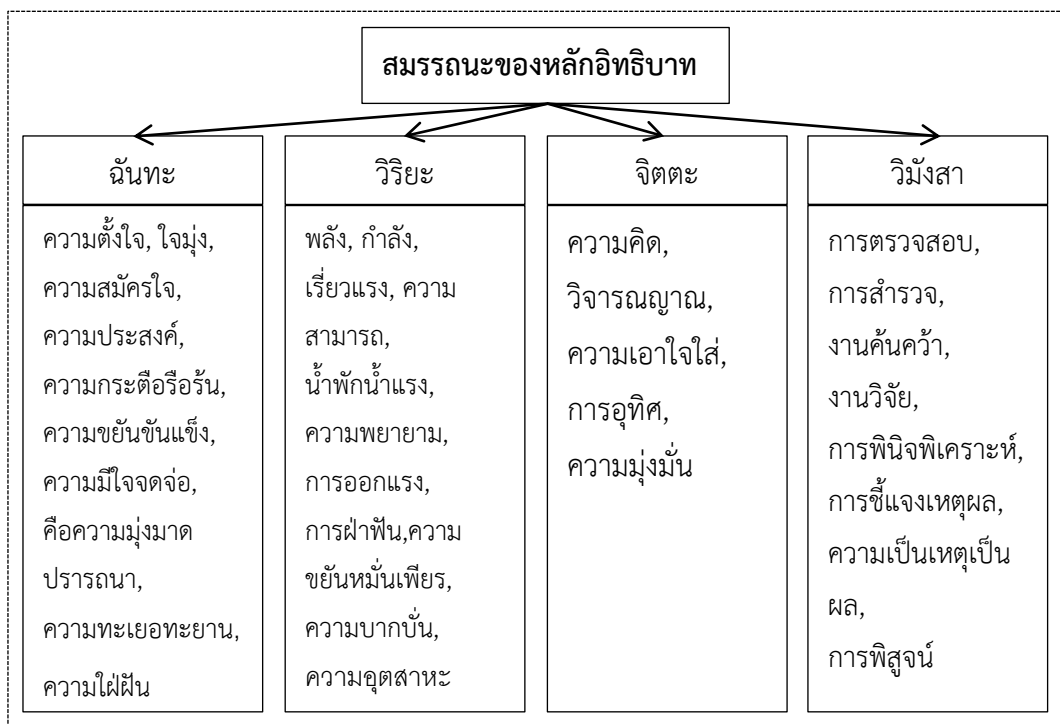 สมรรถนะของหลักอิทธิบาท
ฉันทะ
ความตั้งใจ, ใจมุ่ง,
ความสมัครใจ,
ความประสงค์,
ความกระตือรือร้น,
ความขยันขันแข็ง,
ความมีใจจดจ่อ,
คือความมุ่งมาด
ปรารถนา,
ความทะเยอทะยาน,
ความใฝ่ฝัน
วิริยะ
พลัง, กำลัง,
เรี่ยวแรง, ความ
สามารถ,
น้ำพักน้ำแรง,
ความพยายาม,
การออกแรง,
การฝ่าฟัน,ความ
ขยันหมั่นเพียร,
ความบากบั่น,
ความอุตสาหะ
จิตตะ
ความคิด,
วิจารณญาณ,
ความเอาใจใส่,
การอุทิศ,
ความมุ่งมั่น
วิมังสา
การตรวจสอบ,
การสำรวจ,
งานค้นคว้า,
งานวิจัย,
การพินิจพิเคราะห์,
การชี้แจงเหตุผล,
ความเป็นเหตุเป็น
ผล,
การพิสูจน์